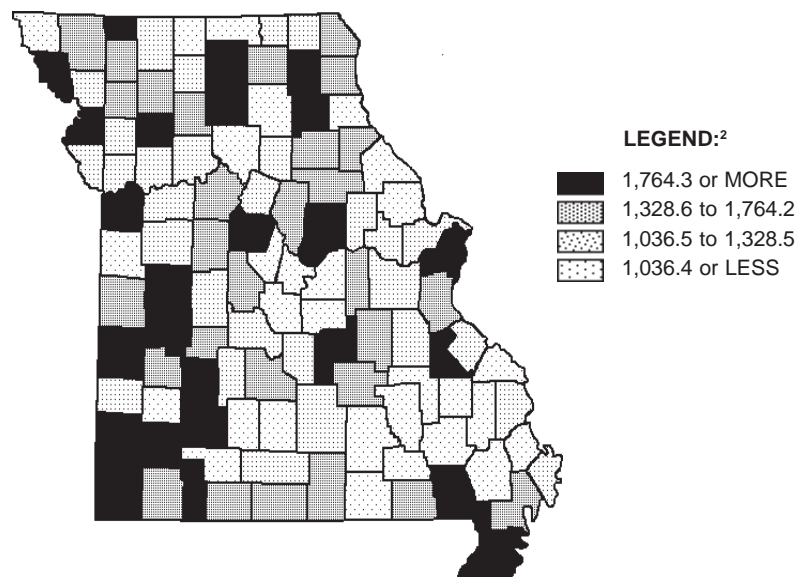 LEGEND:²
1,764.3 or MORE
1,328.6 to 1,764.2
1,036.5 to 1,328.5
1,036.4 or LESS